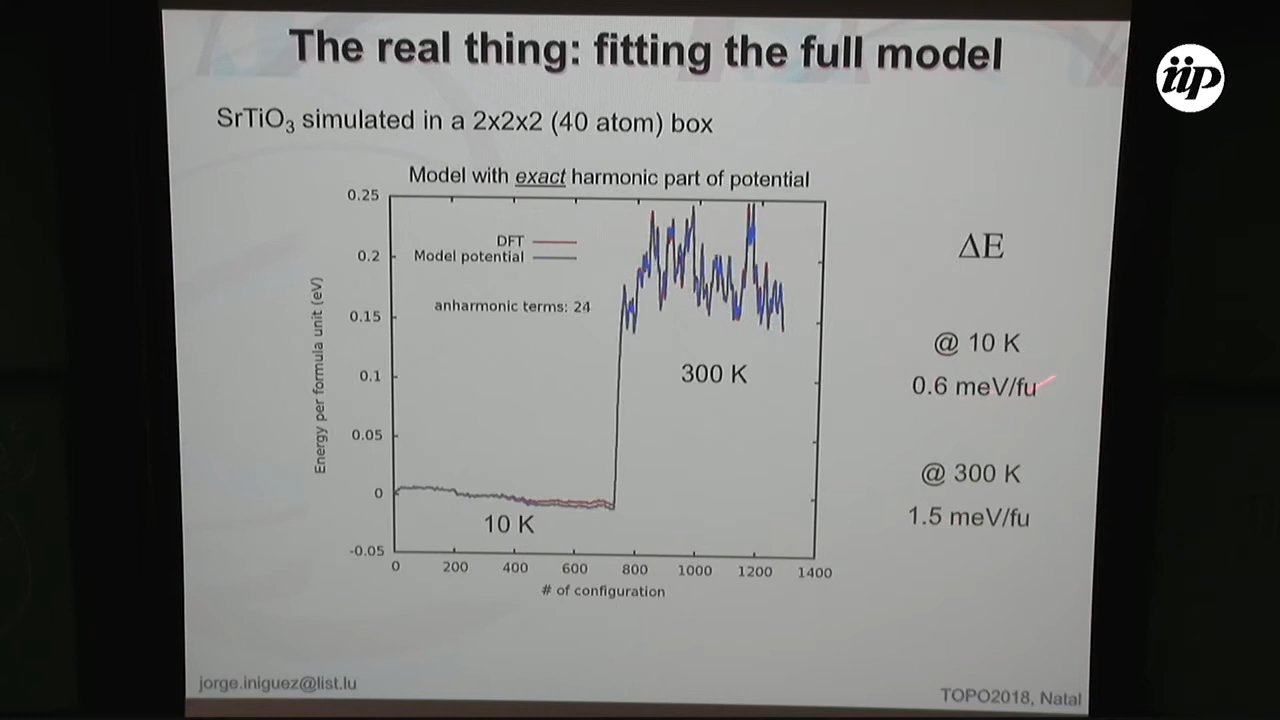 The real thing: fitting the full model
iip
SrTiO3 simulated in a 2x2x2 (40 atom) box
Model with exact harmonic part of potential
0.25
0.2
0.15
0.1
0.05
0
-0.05
Energy per formula unit (eV)
DFT
Model potential
anharmonic terms: 24
300 K
10 K
0 200 400 600 800 1000 1200 1400
# of configuration
ΔE
@ 10 K
0.6 meV/fu
@ 300 K
1.5 meV/fu
jorge.iniguez@list.lu
TOPO2018, Natal